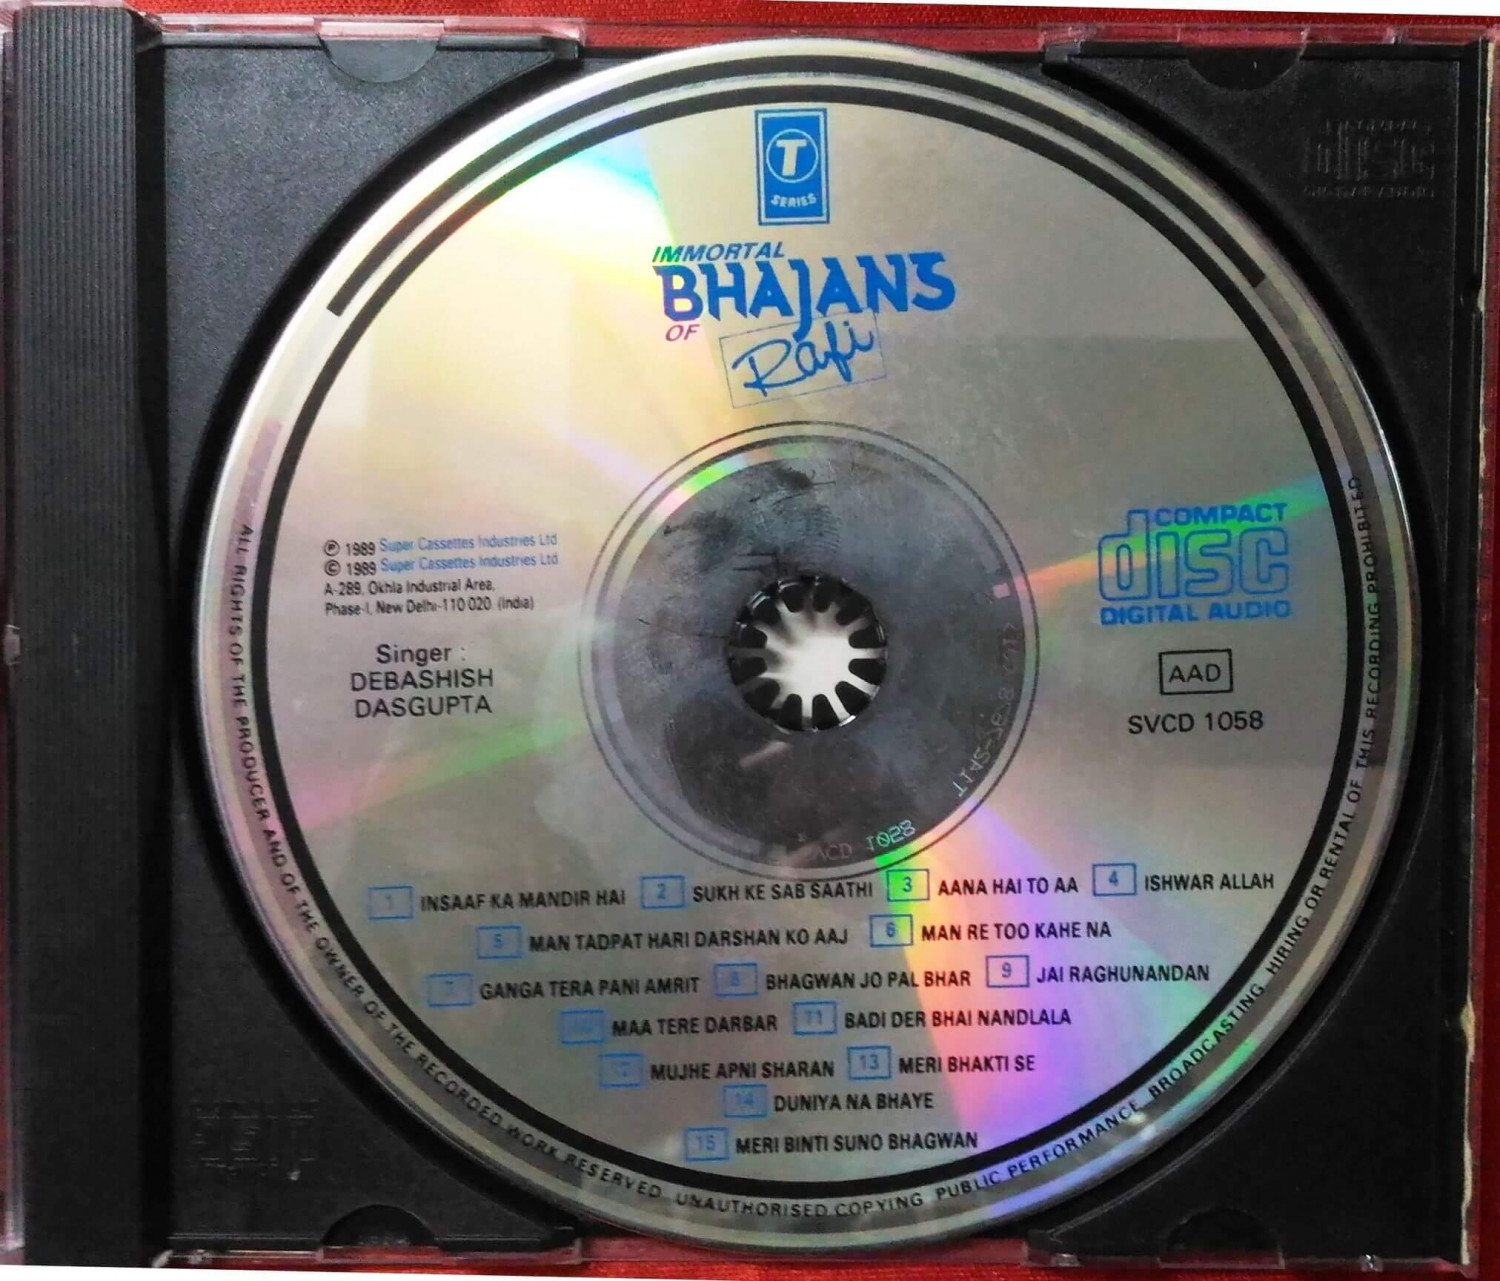 T
SERIES
IMMORTAL
BHAJANS
OF
Rafi
℗ 1989 Super Cassettes Industries Ltd
© 1989 Super Cassettes Industries Ltd
A-289, Okhla Industrial Area,
Phase-I, New Delhi-110 020 (India)
Singer :
DEBASHISH
DASGUPTA
COMPACT
disc
DIGITAL AUDIO
AAD
SVCD 1058
1 INSAAF KA MANDIR HAI 2 SUKH KE SAB SAATHI 3 AANA HAI TO AA 4 ISHWAR ALLAH
5 MAN TADPAT HARI DARSHAN KO AAJ 6 MAN RE TOO KAHE NA
7 GANGA TERA PANI AMRIT 8 BHAGWAN JO PAL BHAR 9 JAI RAGHUNANDAN
10 MAA TERE DARBAR 11 BADI DER BHAI NANDLALA
12 MUJHE APNI SHARAN 13 MERI BHAKTI SE
14 DUNIYA NA BHAYE
15 MERI BINTI SUNO BHAGWAN
ALL RIGHTS OF THE PRODUCER AND OF THE OWNER OF THE RECORDED WORK RESERVED. UNAUTHORISED COPYING, PUBLIC PERFORMANCE, BROADCASTING, HIRING OR RENTAL OF THIS RECORDING PROHIBITED